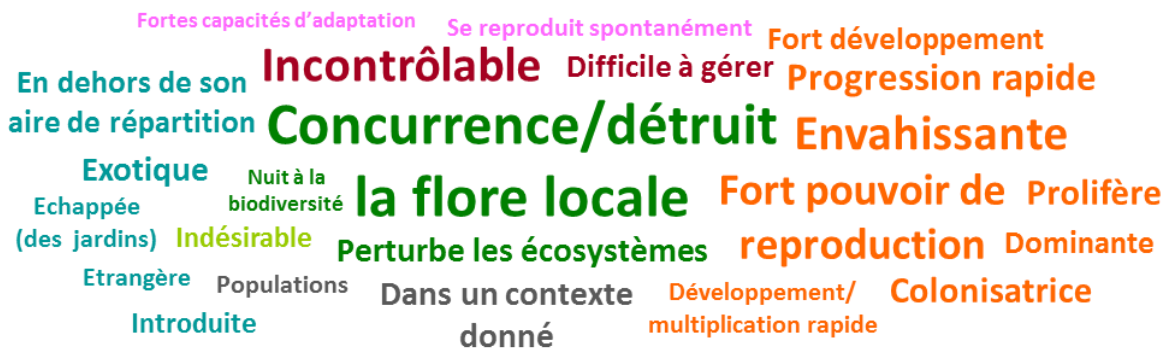 Fortes capacités d'adaptation
Se reproduit spontanément
Fort développement
Incontrôlable
Difficile à gérer
Progression rapide
En dehors de son
aire de répartition
Concurrence/détruit
la flore locale
Envahissante
Exotique
Nuit à la
biodiversité
Fort pouvoir de
reproduction
Prolifère
Echappée
(des jardins)
Indésirable
Perturbe les écosystèmes
Dominante
Etrangère
Populations
Dans un contexte
donné
Développement/
multiplication rapide
Colonisatrice
Introduite